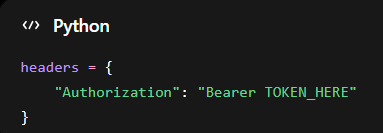 </> Python
headers = {
    "Authorization": "Bearer TOKEN_HERE"
}